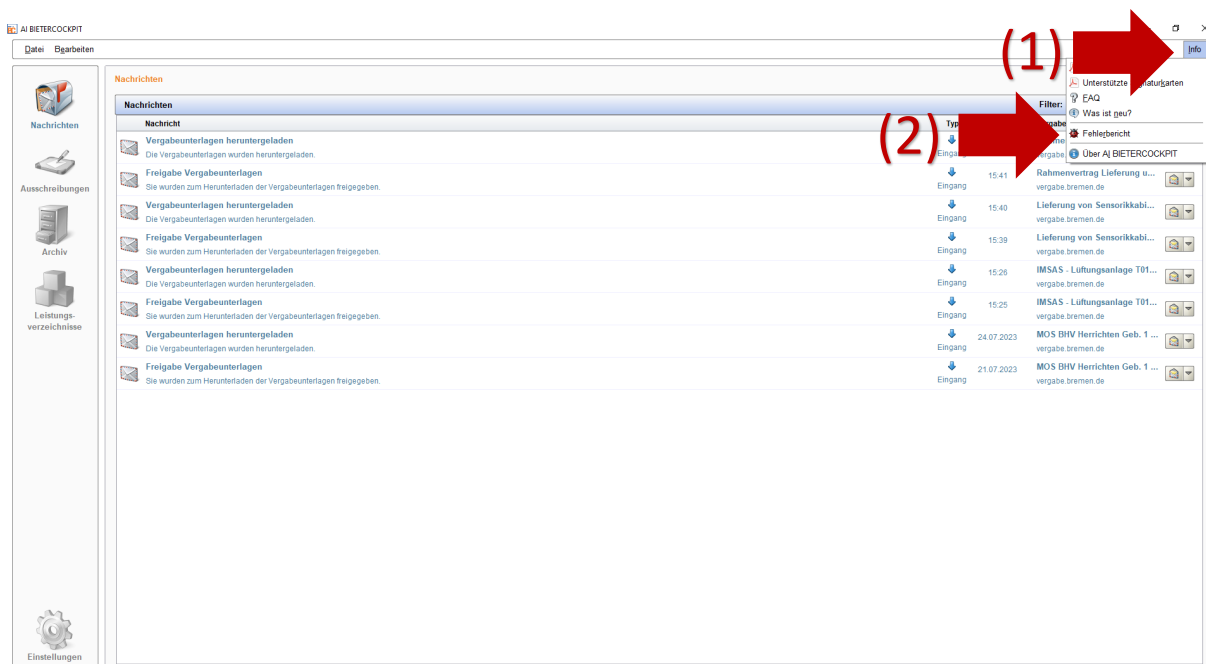 AI BIETERCOCKPIT
Datei Bearbeiten
Info
(1)
Unterstützte
FAQ
Was ist neu?
Fehlerbericht
Über AI BIETERCOCKPIT
(2)
Nachrichten
Ausschreibungen
Archiv
Leistungs-
verzeichnisse
Einstellungen
Nachrichten
Nachrichten
Filter:
Nachricht
Vergabeunterlagen heruntergeladen
Die Vergabeunterlagen wurden heruntergeladen.
Freigabe Vergabeunterlagen
Sie wurden zum Herunterladen der Vergabeunterlagen freigegeben.
Eingang
15:41
Rahmenvertrag Lieferung u...
vergabe.bremen.de
Vergabeunterlagen heruntergeladen
Die Vergabeunterlagen wurden heruntergeladen.
Eingang
15:40
Lieferung von Sensorikkabi...
vergabe.bremen.de
Freigabe Vergabeunterlagen
Sie wurden zum Herunterladen der Vergabeunterlagen freigegeben.
Eingang
15:39
Lieferung von Sensorikkabi...
vergabe.bremen.de
Vergabeunterlagen heruntergeladen
Die Vergabeunterlagen wurden heruntergeladen.
Eingang
15:26
IMSAS - Lüftungsanlage T01...
vergabe.bremen.de
Freigabe Vergabeunterlagen
Sie wurden zum Herunterladen der Vergabeunterlagen freigegeben.
Eingang
15:25
IMSAS - Lüftungsanlage T01...
vergabe.bremen.de
Vergabeunterlagen heruntergeladen
Die Vergabeunterlagen wurden heruntergeladen.
Eingang
24.07.2023
MOS BHV Herrichten Geb. 1 ...
vergabe.bremen.de
Freigabe Vergabeunterlagen
Sie wurden zum Herunterladen der Vergabeunterlagen freigegeben.
Eingang
21.07.2023
MOS BHV Herrichten Geb. 1 ...
vergabe.bremen.de